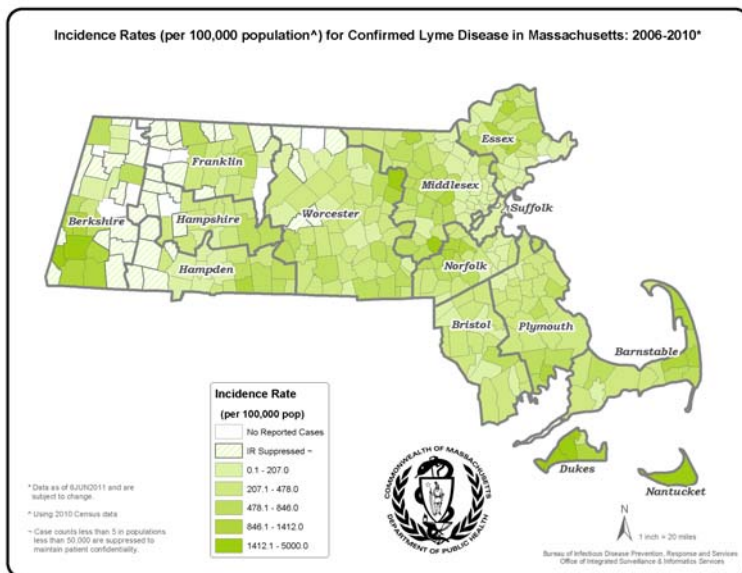 Incidence Rates (per 100,000 population^) for Confirmed Lyme Disease in Massachusetts: 2006-2010*
Essex
Franklin
Middlesex
Suffolk
Berkshire
Hampshire
Worcester
Hampden
Norfolk
Bristol
Plymouth
Barnstable
Dukes
Nantucket
Incidence Rate
(per 100,000 pop)
No Reported Cases
IR Suppressed ~
0.1 - 207.0
207.1 - 478.0
478.1 - 846.0
846.1 - 1412.0
1412.1 - 5000.0
* Data as of 6JUN2011 and are
subject to change.
^ Using 2010 Census data
~ Case counts less than 5 in populations
less than 50,000 are suppressed to
maintain patient confidentiality.
COMMONWEALTH OF MASSACHUSETTS
DEPARTMENT OF PUBLIC HEALTH
N
1 inch = 20 miles
Bureau of Infectious Disease Prevention, Response and Services
Office of Integrated Surveillance & Informatics Services